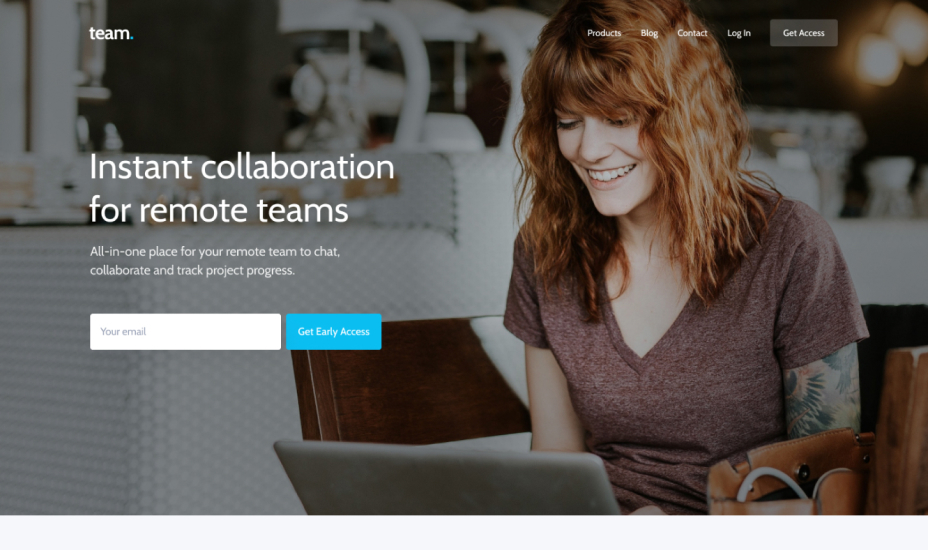 team.
Products Blog Contact Log In Get Access
Instant collaboration
for remote teams
All-in-one place for your remote team to chat,
collaborate and track project progress.
Your email Get Early Access